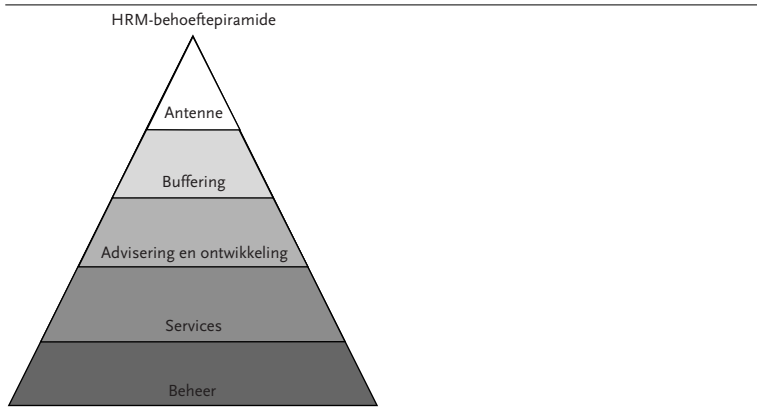 HRM-behoeftepiramide
Antenne
Buffering
Advisering en ontwikkeling
Services
Beheer